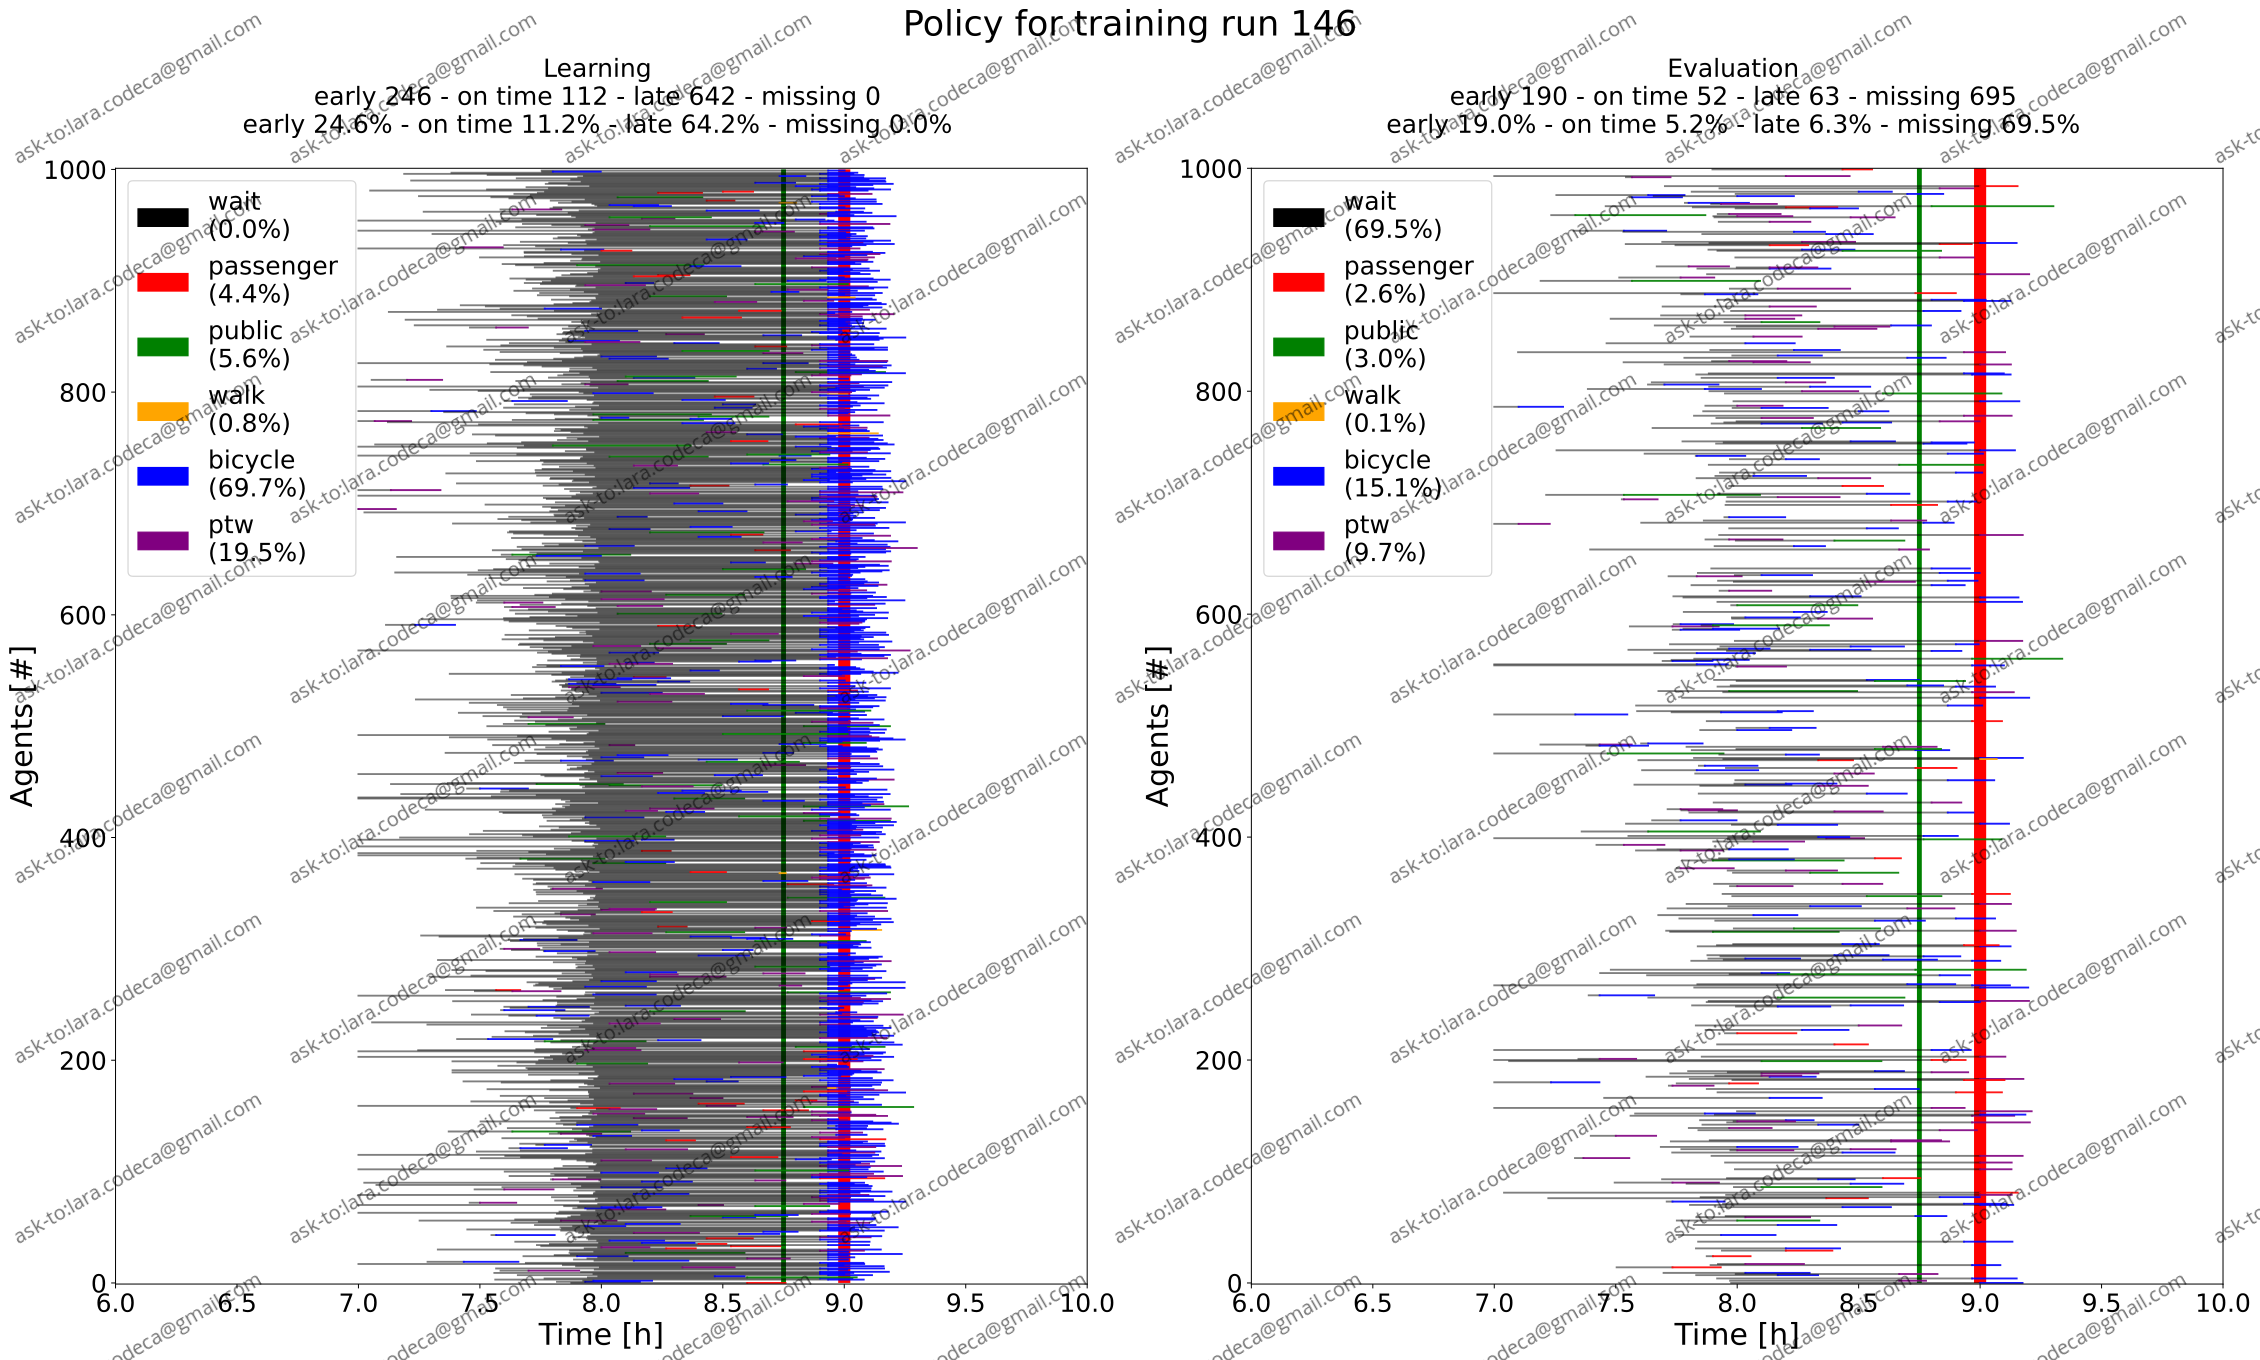 Policy for training run 146
Learning
early 246 - on time 112 - late 642 - missing 0
early 24.6% - on time 11.2% - late 64.2% - missing 0.0%
1000
800
600
400
200
0
Agents [#]
wait
(0.0%)
passenger
(4.4%)
public
(5.6%)
walk
(0.8%)
bicycle
(69.7%)
ptw
(19.5%)
6.0 6.5 7.0 7.5 8.0 8.5 9.0 9.5 10.0
Time [h]
Evaluation
early 190 - on time 52 - late 63 - missing 695
early 19.0% - on time 5.2% - late 6.3% - missing 69.5%
1000
800
600
400
200
0
Agents [#]
wait
(69.5%)
passenger
(2.6%)
public
(3.0%)
walk
(0.1%)
bicycle
(15.1%)
ptw
(9.7%)
6.0 6.5 7.0 7.5 8.0 8.5 9.0 9.5 10.0
Time [h]
ask-to:lara.codeca@gmail.com